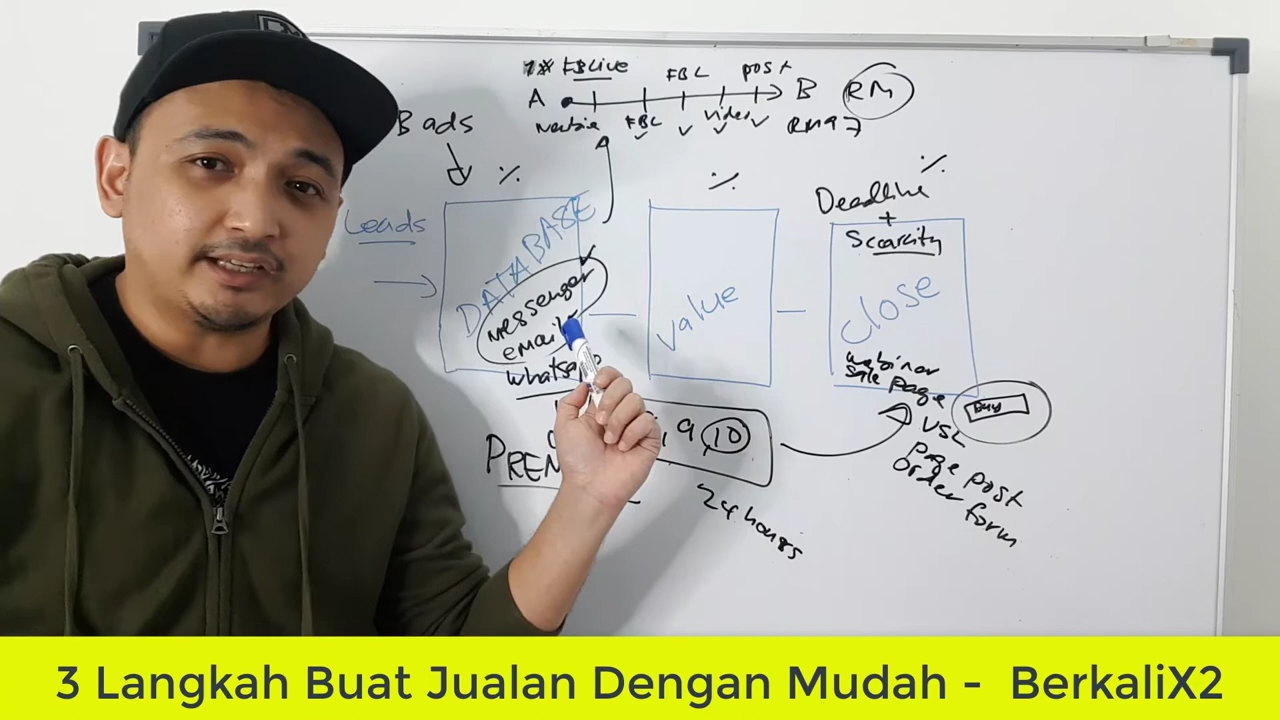 FBLive
FBL
post
A
B
RM
newbie
FBL
video
RM97
B ads
%
%
%
Leads
DATABASE
messenger
email
value
Deadline
+
Scarcity
close
webinar
sale page
Buy
VSL
page post
order form
9, 10
24 hours
3 Langkah Buat Jualan Dengan Mudah - BerkaliX2